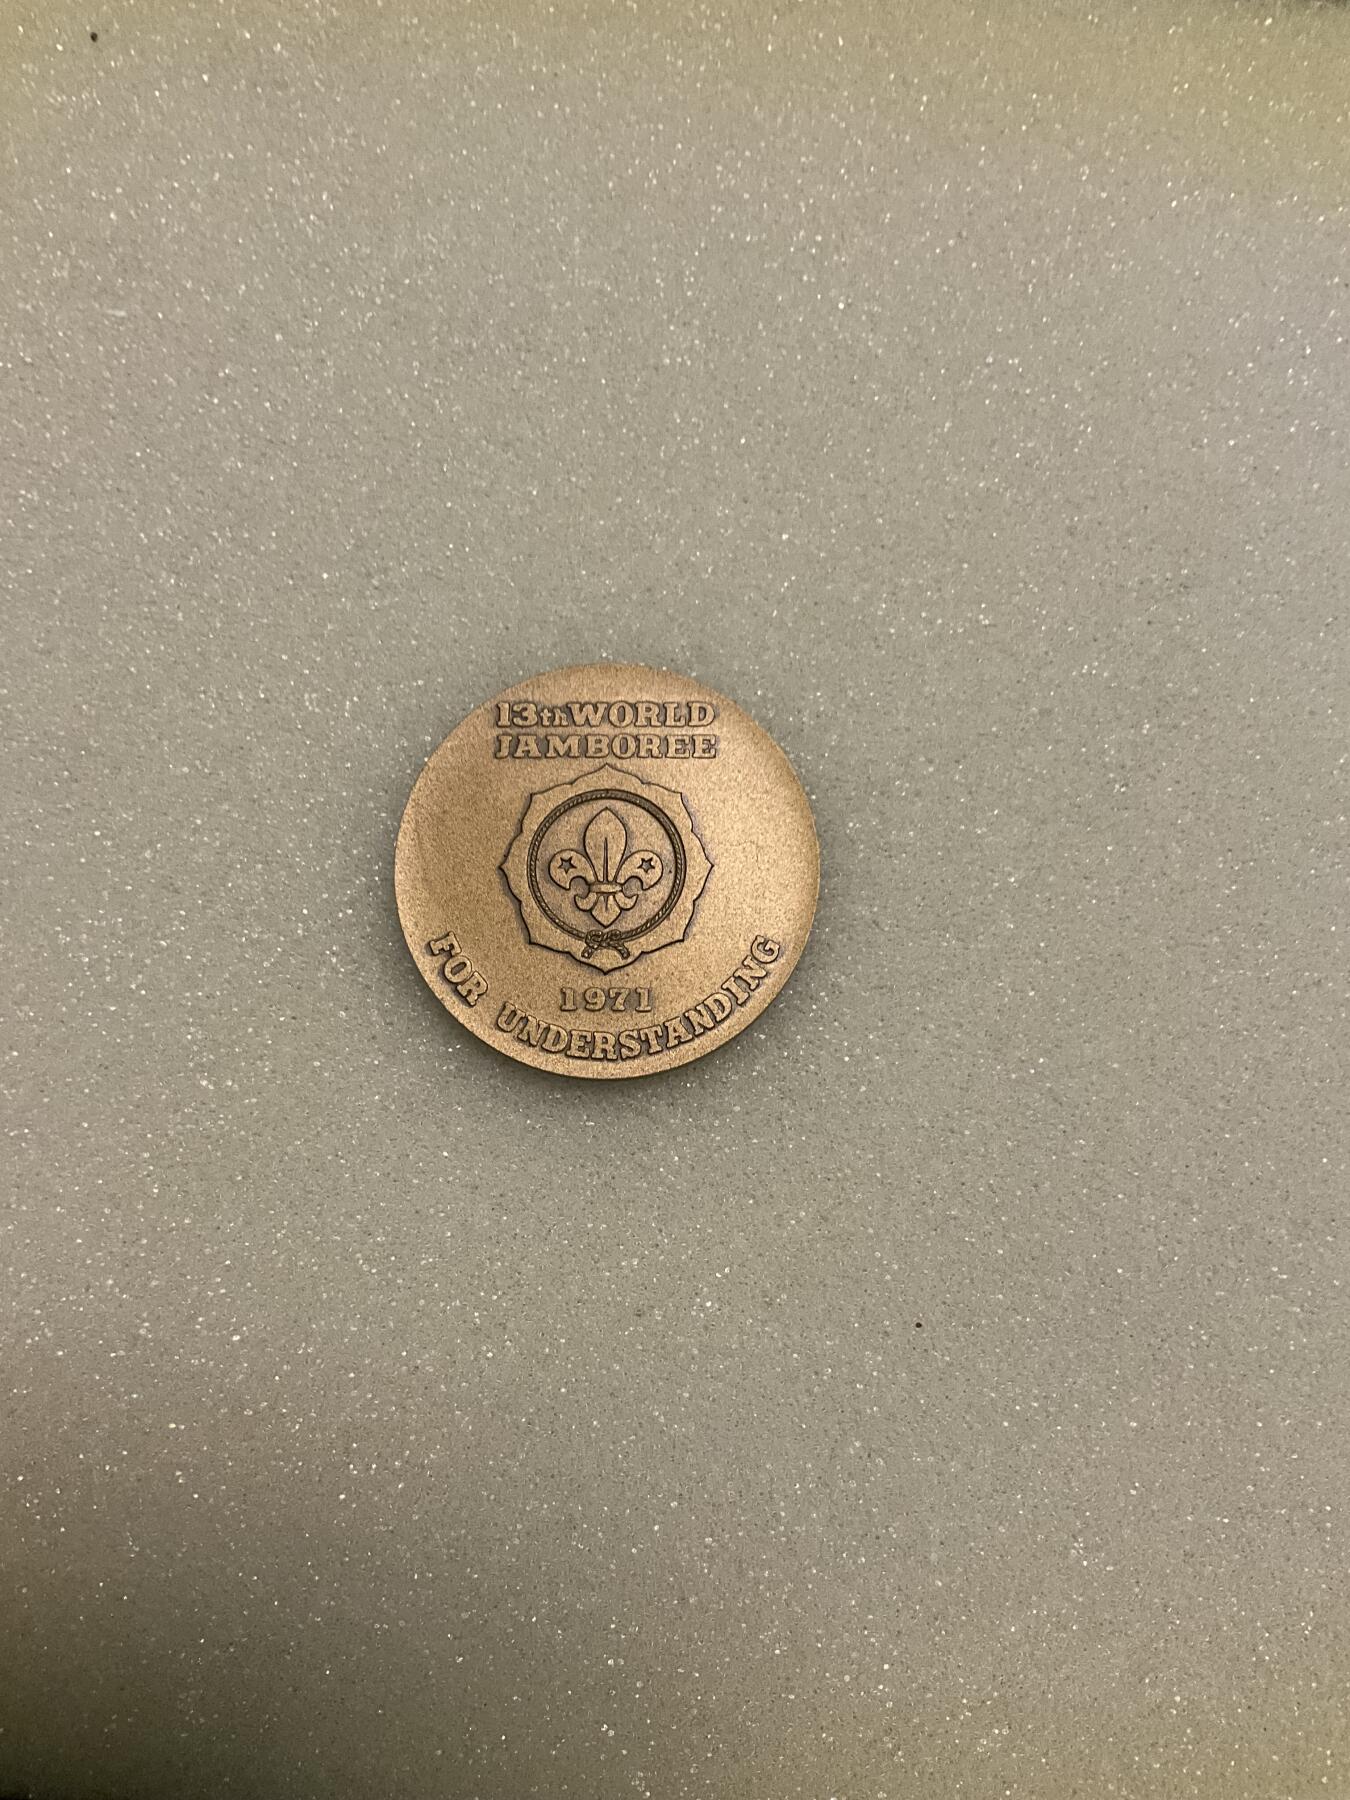 13th WORLD
JAMBOREE
1971
FOR UNDERSTANDING